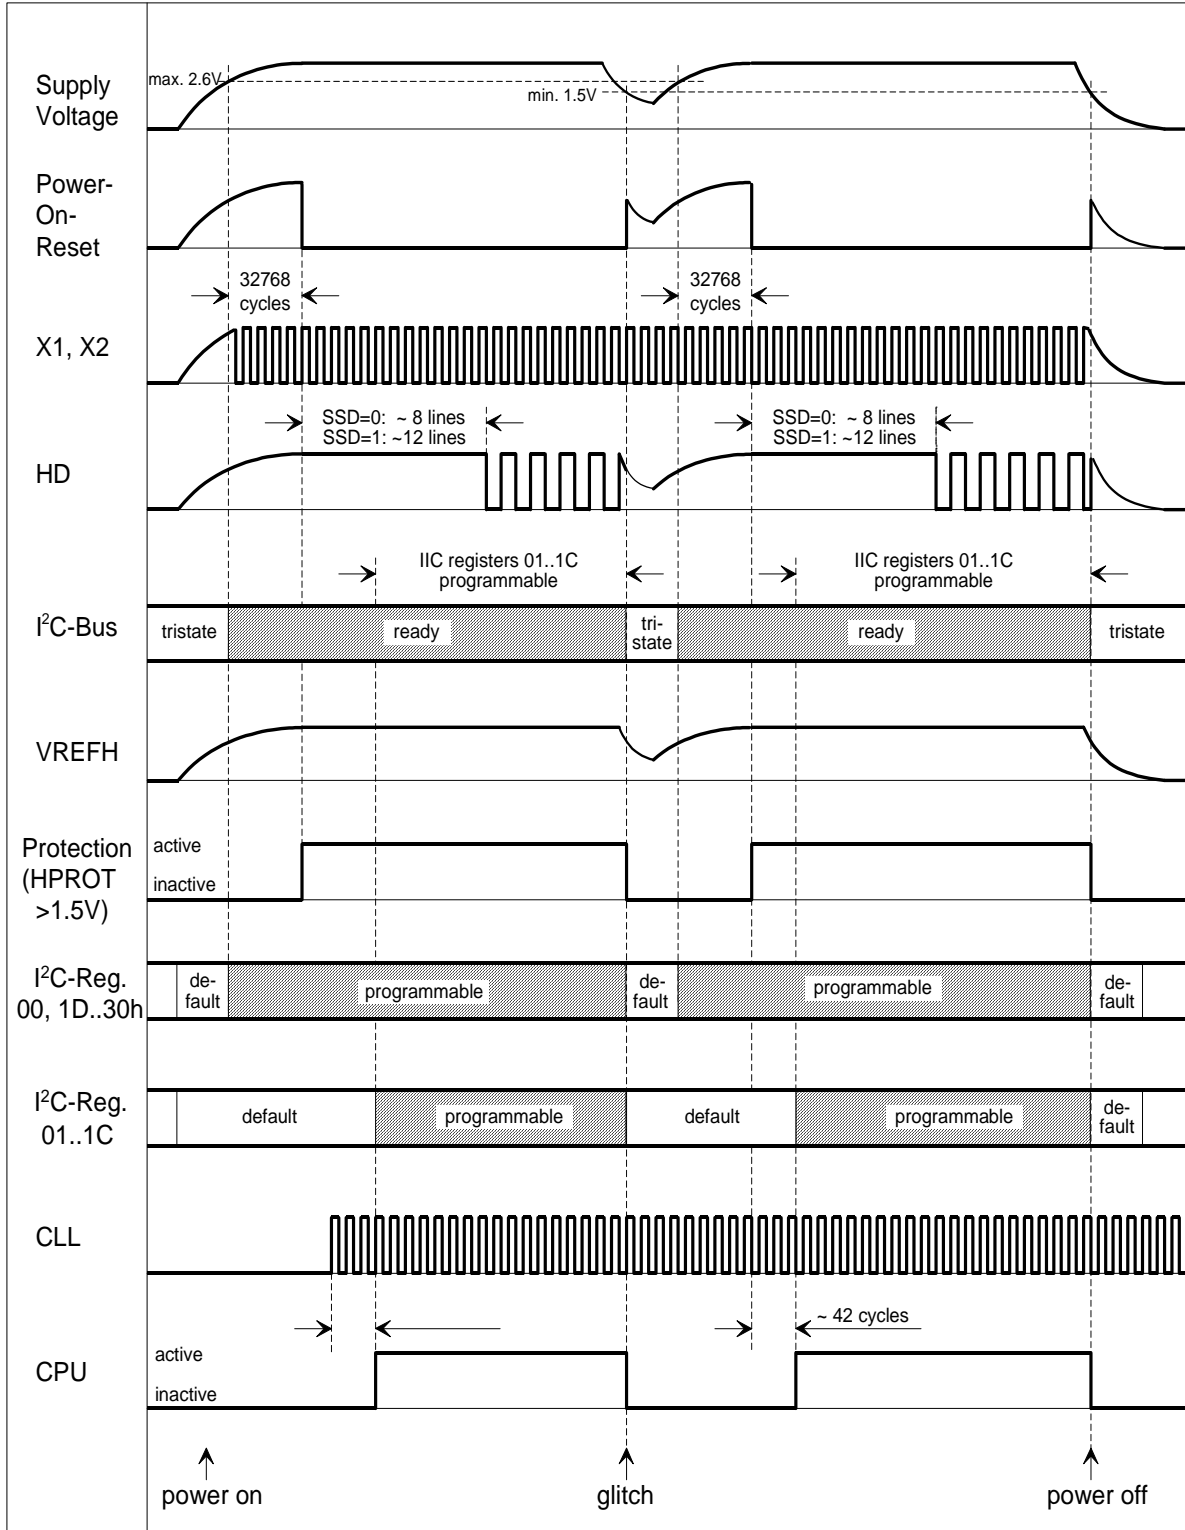 Supply
Voltage
max. 2.6V
min. 1.5V
Power-
On-
Reset
32768
cycles
32768
cycles
X1, X2
SSD=0: ~ 8 lines
SSD=1: ~12 lines
SSD=0: ~ 8 lines
SSD=1: ~12 lines
HD
IIC registers 01..1C
programmable
IIC registers 01..1C
programmable
I²C-Bus
tristate
ready
tri-
state
ready
tristate
VREFH
Protection
(HPROT
>1.5V)
active
inactive
I²C-Reg.
00, 1D..30h
de-
fault
programmable
de-
fault
programmable
de-
fault
I²C-Reg.
01..1C
default
programmable
default
programmable
de-
fault
CLL
~ 42 cycles
CPU
active
inactive
power on
glitch
power off